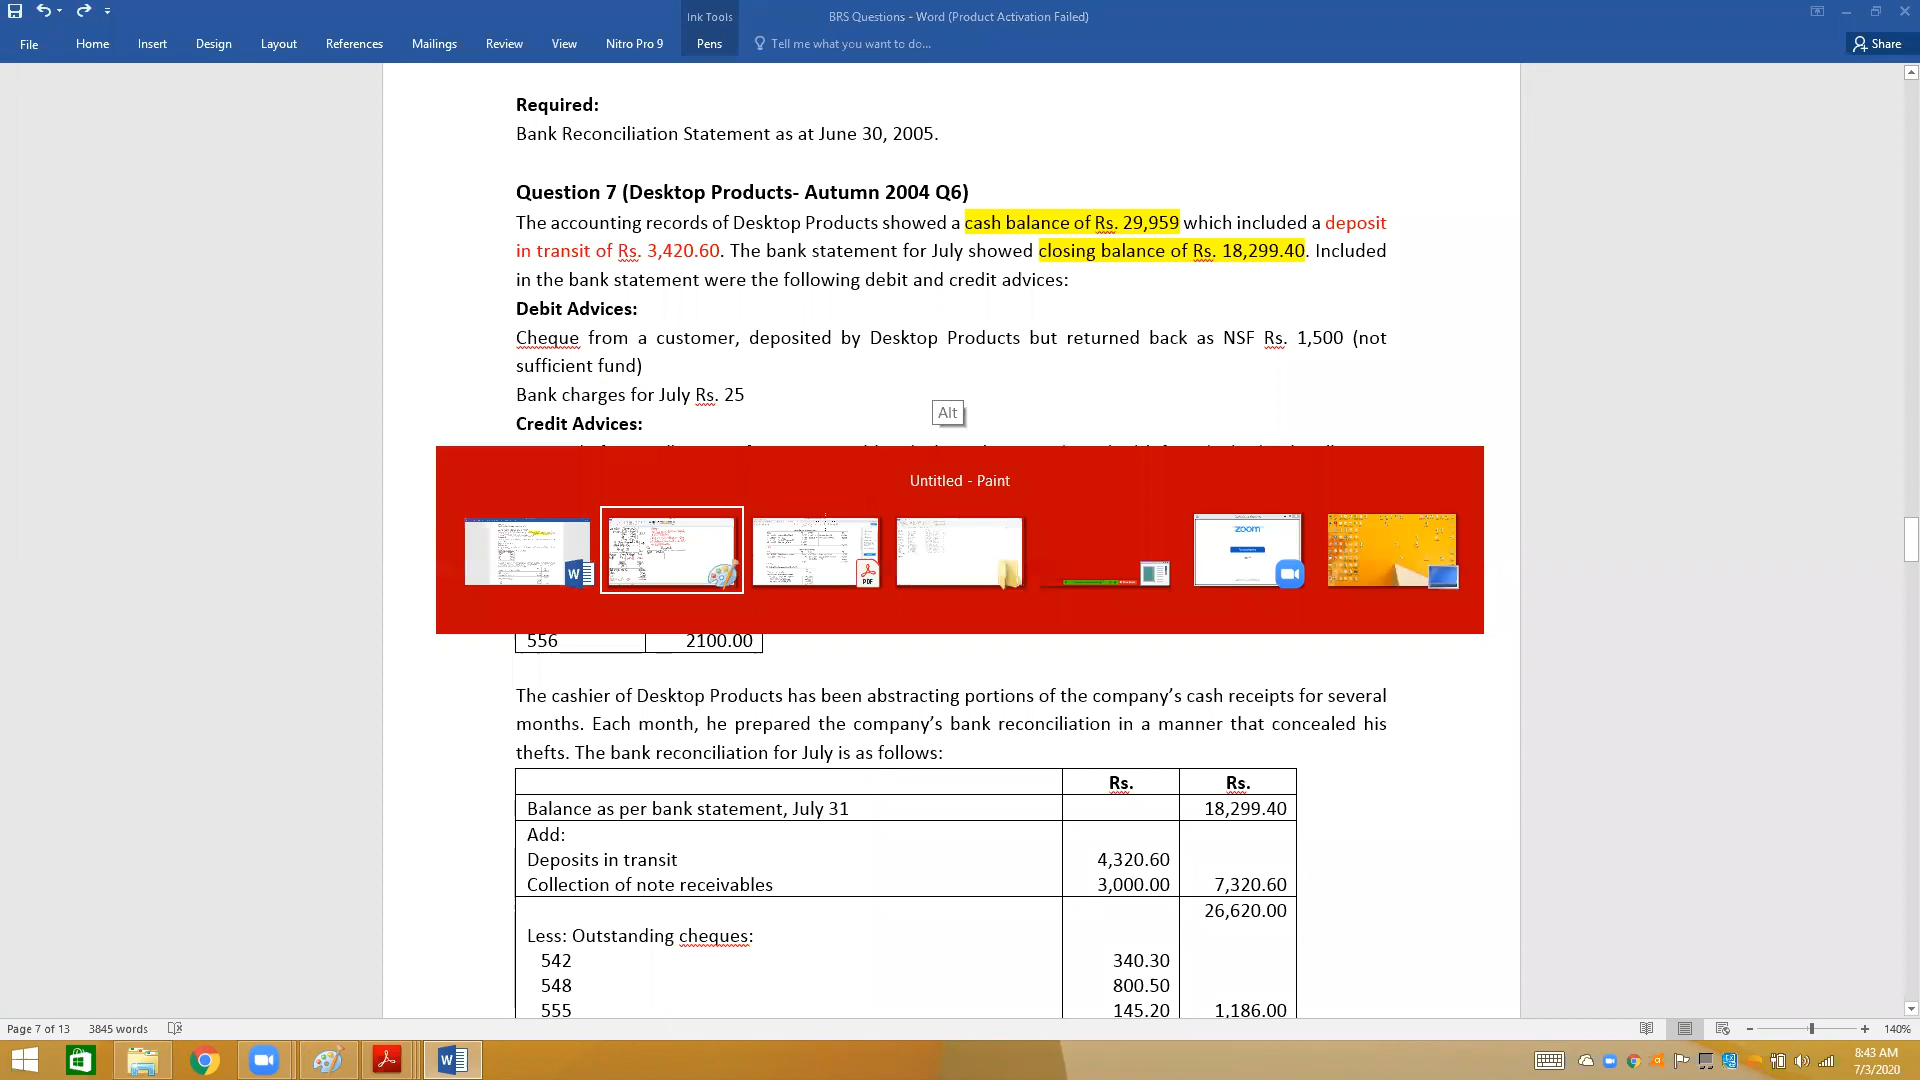 Ink Tools
BRS Questions - Word (Product Activation Failed)
File Home Insert Design Layout References Mailings Review View Nitro Pro 9 Pens Tell me what you want to do... Share
Required:
Bank Reconciliation Statement as at June 30, 2005.
Question 7 (Desktop Products- Autumn 2004 Q6)
The accounting records of Desktop Products showed a cash balance of Rs. 29,959 which included a deposit
in transit of Rs. 3,420.60. The bank statement for July showed closing balance of Rs. 18,299.40. Included
in the bank statement were the following debit and credit advices:
Debit Advices:
Cheque from a customer, deposited by Desktop Products but returned back as NSF Rs. 1,500 (not
sufficient fund)
Bank charges for July Rs. 25
Alt
Credit Advices:
Untitled - Paint
zoom
W
PDF
556 2100.00
The cashier of Desktop Products has been abstracting portions of the company's cash receipts for several
months. Each month, he prepared the company's bank reconciliation in a manner that concealed his
thefts. The bank reconciliation for July is as follows:
Rs. Rs.
Balance as per bank statement, July 31 18,299.40
Add:
Deposits in transit 4,320.60
Collection of note receivables 3,000.00 7,320.60
26,620.00
Less: Outstanding cheques:
542 340.30
548 800.50
555 145.20 1,186.00
Page 7 of 13 3845 words 140%
8:43 AM
7/3/2020